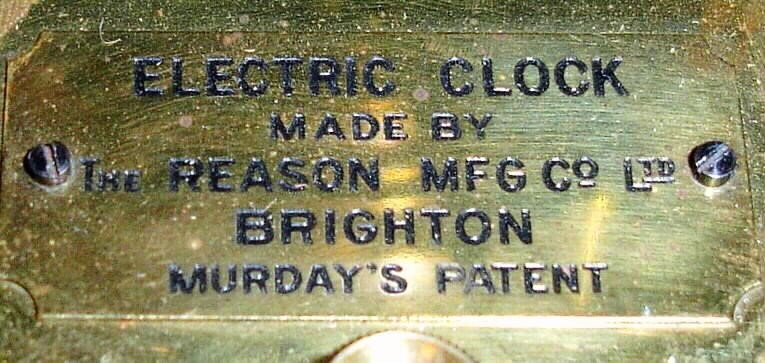 ELECTRIC CLOCK
MADE BY
THE REASON MFG CO LTD
BRIGHTON
MURDAY'S PATENT